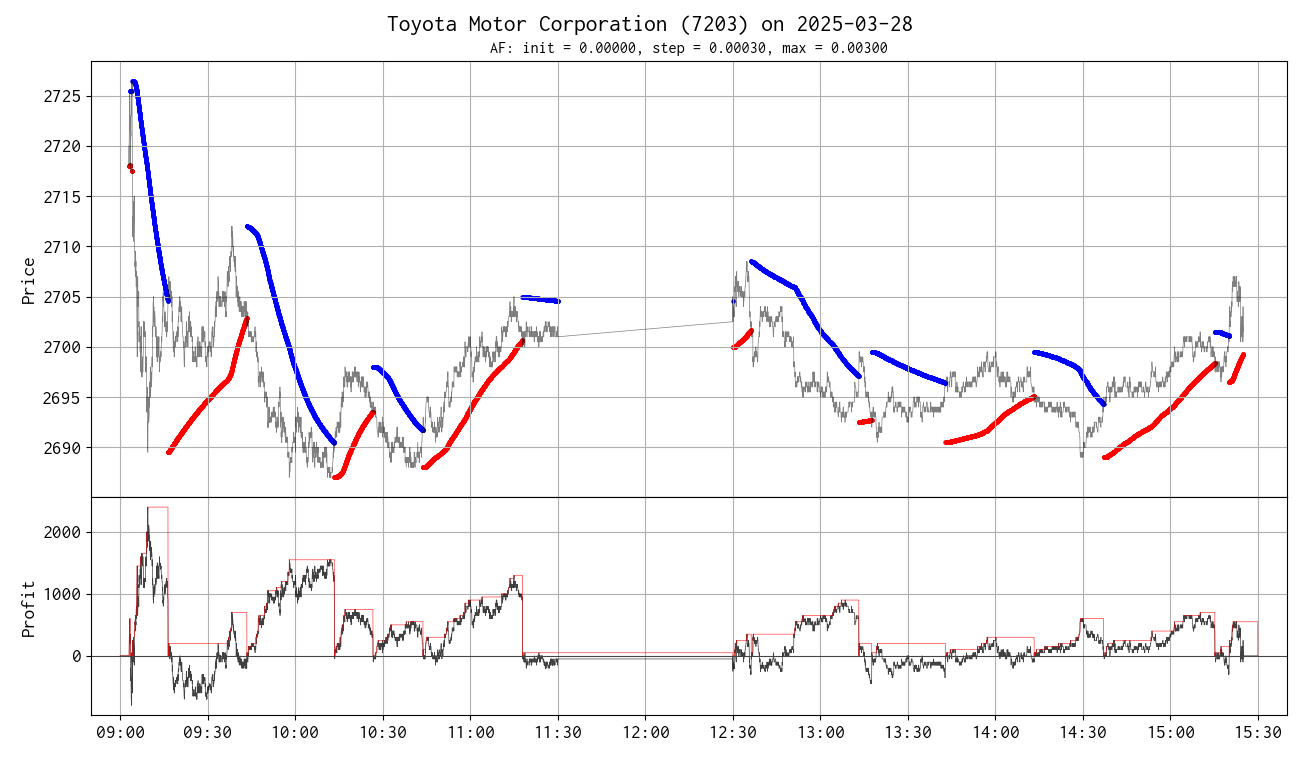 Toyota Motor Corporation (7203) on 2025-03-28
AF: init = 0.00000, step = 0.00030, max = 0.00300
Price
2725
2720
2715
2710
2705
2700
2695
2690
Profit
2000
1000
0
09:00 09:30 10:00 10:30 11:00 11:30 12:00 12:30 13:00 13:30 14:00 14:30 15:00 15:30